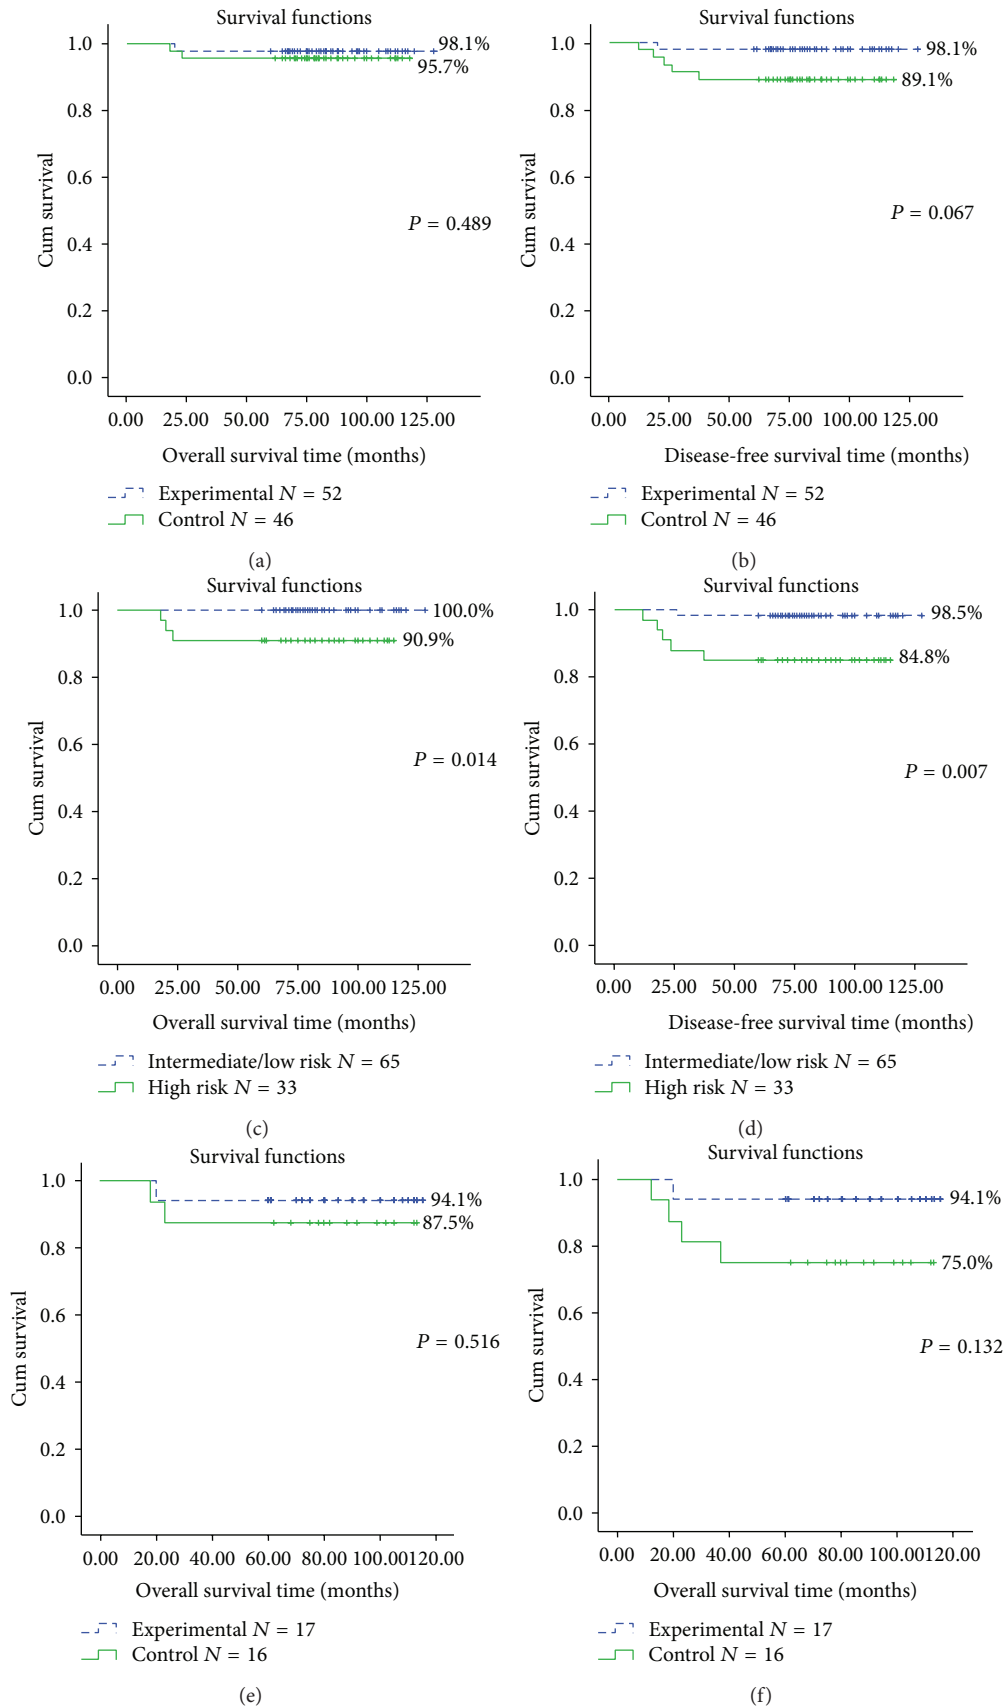 Survival functions
1.0
0.8
0.6
0.4
0.2
0.0
Cum survival
98.1%
95.7%
P = 0.489
0.00 25.00 50.00 75.00 100.00 125.00
Overall survival time (months)
Experimental N = 52
Control N = 46
(a)
Survival functions
1.0
0.8
0.6
0.4
0.2
0.0
Cum survival
98.1%
89.1%
P = 0.067
0.00 25.00 50.00 75.00 100.00 125.00
Disease-free survival time (months)
Experimental N = 52
Control N = 46
(b)
Survival functions
1.0
0.8
0.6
0.4
0.2
0.0
Cum survival
100.0%
90.9%
P = 0.014
0.00 25.00 50.00 75.00 100.00 125.00
Overall survival time (months)
Intermediate/low risk N = 65
High risk N = 33
(c)
Survival functions
1.0
0.8
0.6
0.4
0.2
0.0
Cum survival
98.5%
84.8%
P = 0.007
0.00 25.00 50.00 75.00 100.00 125.00
Disease-free survival time (months)
Intermediate/low risk N = 65
High risk N = 33
(d)
Survival functions
1.0
0.8
0.6
0.4
0.2
0.0
Cum survival
94.1%
87.5%
P = 0.516
0.00 20.00 40.00 60.00 80.00 100.00 120.00
Overall survival time (months)
Experimental N = 17
Control N = 16
(e)
Survival functions
1.0
0.8
0.6
0.4
0.2
0.0
Cum survival
94.1%
75.0%
P = 0.132
0.00 20.00 40.00 60.00 80.00 100.00 120.00
Overall survival time (months)
Experimental N = 17
Control N = 16
(f)